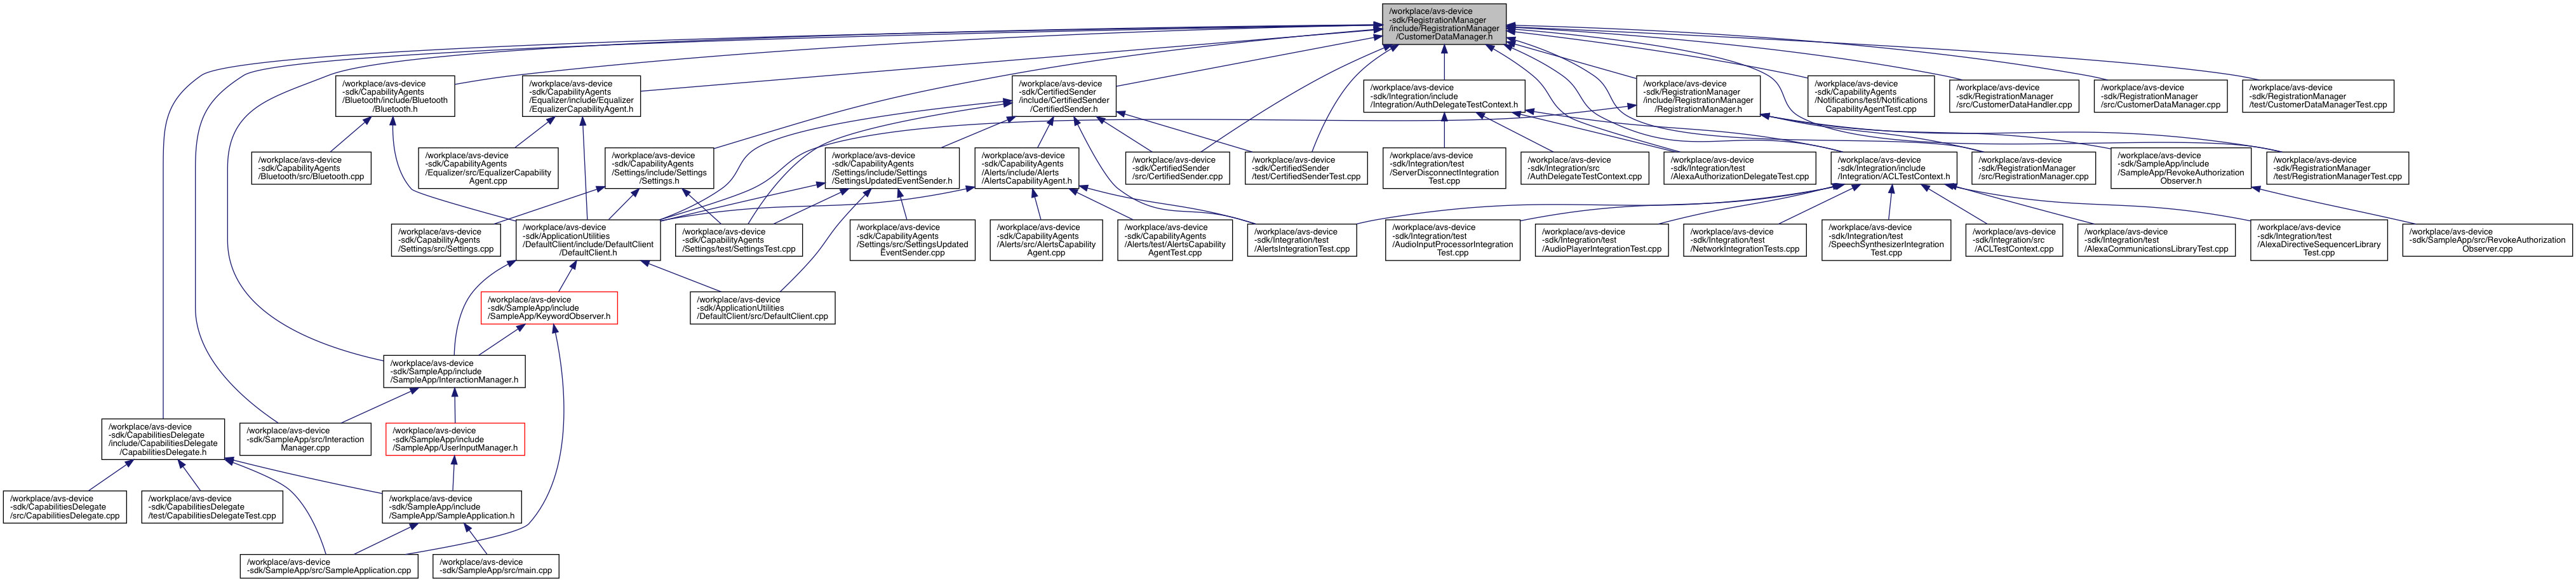 /workplace/avs-device
-sdk/RegistrationManager
/include/RegistrationManager
/CustomerDataManager.h
/workplace/avs-device
-sdk/CapabilityAgents
/Bluetooth/include/Bluetooth
/Bluetooth.h
/workplace/avs-device
-sdk/CapabilityAgents
/Equalizer/include/Equalizer
/EqualizerCapabilityAgent.h
/workplace/avs-device
-sdk/CertifiedSender
/include/CertifiedSender
/CertifiedSender.h
/workplace/avs-device
-sdk/Integration/include
/Integration/AuthDelegateTestContext.h
/workplace/avs-device
-sdk/RegistrationManager
/include/RegistrationManager
/RegistrationManager.h
/workplace/avs-device
-sdk/CapabilityAgents
/Notifications/test/Notifications
CapabilityAgentTest.cpp
/workplace/avs-device
-sdk/RegistrationManager
/src/CustomerDataHandler.cpp
/workplace/avs-device
-sdk/RegistrationManager
/src/CustomerDataManager.cpp
/workplace/avs-device
-sdk/RegistrationManager
/test/CustomerDataManagerTest.cpp
/workplace/avs-device
-sdk/CapabilityAgents
/Bluetooth/src/Bluetooth.cpp
/workplace/avs-device
-sdk/CapabilityAgents
/Equalizer/src/EqualizerCapability
Agent.cpp
/workplace/avs-device
-sdk/CapabilityAgents
/Settings/include/Settings
/Settings.h
/workplace/avs-device
-sdk/CapabilityAgents
/Settings/include/Settings
/SettingsUpdatedEventSender.h
/workplace/avs-device
-sdk/CapabilityAgents
/Alerts/include/Alerts
/AlertsCapabilityAgent.h
/workplace/avs-device
-sdk/CertifiedSender
/src/CertifiedSender.cpp
/workplace/avs-device
-sdk/CertifiedSender
/test/CertifiedSenderTest.cpp
/workplace/avs-device
-sdk/Integration/test
/ServerDisconnectIntegration
Test.cpp
/workplace/avs-device
-sdk/Integration/src
/AuthDelegateTestContext.cpp
/workplace/avs-device
-sdk/Integration/test
/AlexaAuthorizationDelegateTest.cpp
/workplace/avs-device
-sdk/Integration/include
/Integration/ACLTestContext.h
/workplace/avs-device
-sdk/RegistrationManager
/src/RegistrationManager.cpp
/workplace/avs-device
-sdk/SampleApp/include
/SampleApp/RevokeAuthorization
Observer.h
/workplace/avs-device
-sdk/RegistrationManager
/test/RegistrationManagerTest.cpp
/workplace/avs-device
-sdk/CapabilityAgents
/Settings/src/Settings.cpp
/workplace/avs-device
-sdk/ApplicationUtilities
/DefaultClient/include/DefaultClient
/DefaultClient.h
/workplace/avs-device
-sdk/CapabilityAgents
/Settings/test/SettingsTest.cpp
/workplace/avs-device
-sdk/CapabilityAgents
/Settings/src/SettingsUpdated
EventSender.cpp
/workplace/avs-device
-sdk/CapabilityAgents
/Alerts/src/AlertsCapability
Agent.cpp
/workplace/avs-device
-sdk/CapabilityAgents
/Alerts/test/AlertsCapability
AgentTest.cpp
/workplace/avs-device
-sdk/Integration/test
/AlertsIntegrationTest.cpp
/workplace/avs-device
-sdk/Integration/test
/AudioInputProcessorIntegration
Test.cpp
/workplace/avs-device
-sdk/Integration/test
/AudioPlayerIntegrationTest.cpp
/workplace/avs-device
-sdk/Integration/test
/NetworkIntegrationTests.cpp
/workplace/avs-device
-sdk/Integration/test
/SpeechSynthesizerIntegration
Test.cpp
/workplace/avs-device
-sdk/Integration/src
/ACLTestContext.cpp
/workplace/avs-device
-sdk/Integration/test
/AlexaCommunicationsLibraryTest.cpp
/workplace/avs-device
-sdk/Integration/test
/AlexaDirectiveSequencerLibrary
Test.cpp
/workplace/avs-device
-sdk/SampleApp/src/RevokeAuthorization
Observer.cpp
/workplace/avs-device
-sdk/SampleApp/include
/SampleApp/KeywordObserver.h
/workplace/avs-device
-sdk/ApplicationUtilities
/DefaultClient/src/DefaultClient.cpp
/workplace/avs-device
-sdk/SampleApp/include
/SampleApp/InteractionManager.h
/workplace/avs-device
-sdk/CapabilitiesDelegate
/include/CapabilitiesDelegate
/CapabilitiesDelegate.h
/workplace/avs-device
-sdk/SampleApp/src/Interaction
Manager.cpp
/workplace/avs-device
-sdk/SampleApp/include
/SampleApp/UserInputManager.h
/workplace/avs-device
-sdk/CapabilitiesDelegate
/src/CapabilitiesDelegate.cpp
/workplace/avs-device
-sdk/CapabilitiesDelegate
/test/CapabilitiesDelegateTest.cpp
/workplace/avs-device
-sdk/SampleApp/include
/SampleApp/SampleApplication.h
/workplace/avs-device
-sdk/SampleApp/src/SampleApplication.cpp
/workplace/avs-device
-sdk/SampleApp/src/main.cpp